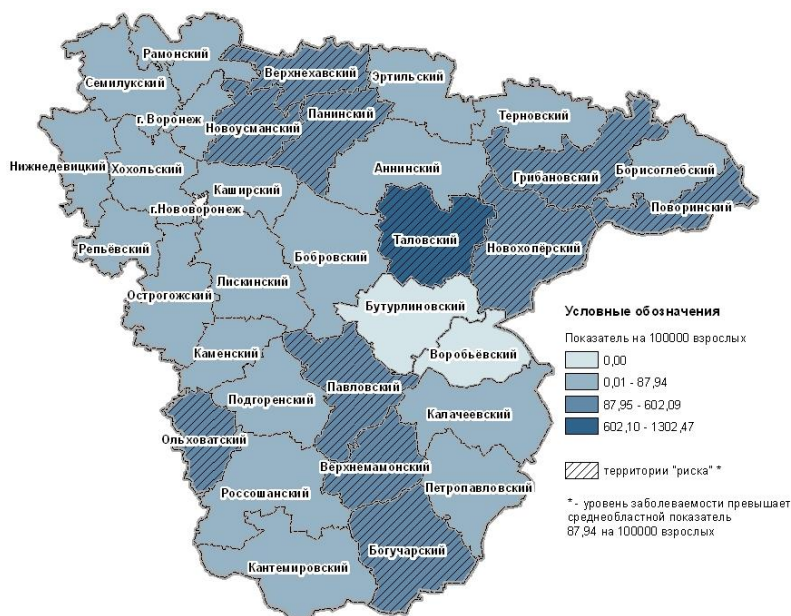 Рамонский
Верхнехавский
Эртильский
Семилукский
г. Воронеж
Новоусманский
Панинский
Терновский
Нижнедевицкий
Хохольский
Аннинский
Грибановский
Борисоглебский
Каширский
Поворинский
г.Нововоронеж
Репьёвский
Бобровский
Таловский
Новохопёрский
Острогожский
Лискинский
Бутурлиновский
Воробьёвский
Каменский
Павловский
Подгоренский
Калачеевский
Ольховатский
Верхнемамонский
Россошанский
Петропавловский
Богучарский
Кантемировский
Условные обозначения
Показатель на 100000 взрослых
0,00
0,01 - 87,94
87,95 - 602,09
602,10 - 1302,47
территории "риска" *
* - уровень заболеваемости превышает
среднеобластной показатель
87,94 на 100000 взрослых